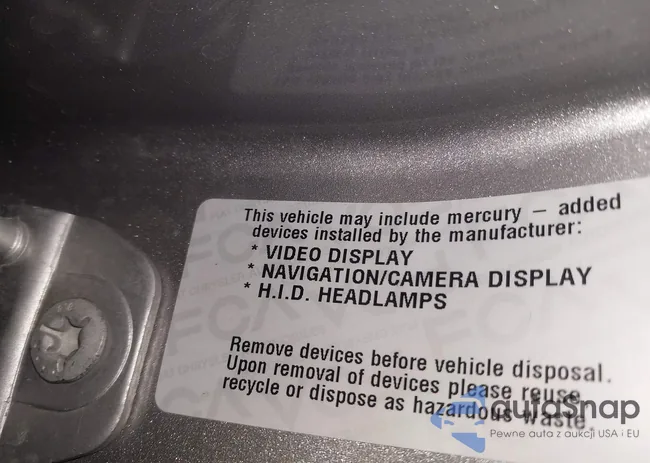 This vehicle may include mercury – added
devices installed by the manufacturer:
* VIDEO DISPLAY
* NAVIGATION/CAMERA DISPLAY
* H.I.D. HEADLAMPS
Remove devices before vehicle disposal.
Upon removal of devices please reuse,
recycle or dispose as hazardous waste.
autaSnap
Pewne auta z aukcji USA i EU